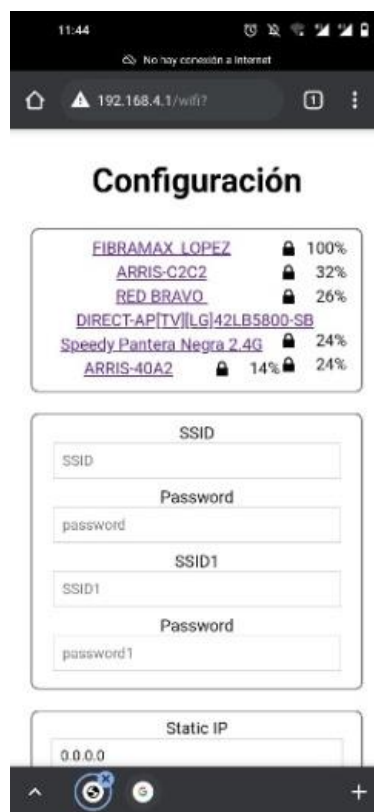 11:44
No hay conexión a Internet
192.168.4.1/wifi?
1
Configuración
FIBRAMAX_LOPEZ 100%
ARRIS-C2C2 32%
RED BRAVO_ 26%
DIRECT-AP[TV][LG]42LB5800-SB
Speedy Pantera Negra 2.4G 24%
ARRIS-40A2 14% 24%
SSID
SSID
Password
password
SSID1
SSID1
Password
password1
Static IP
0.0.0.0
G